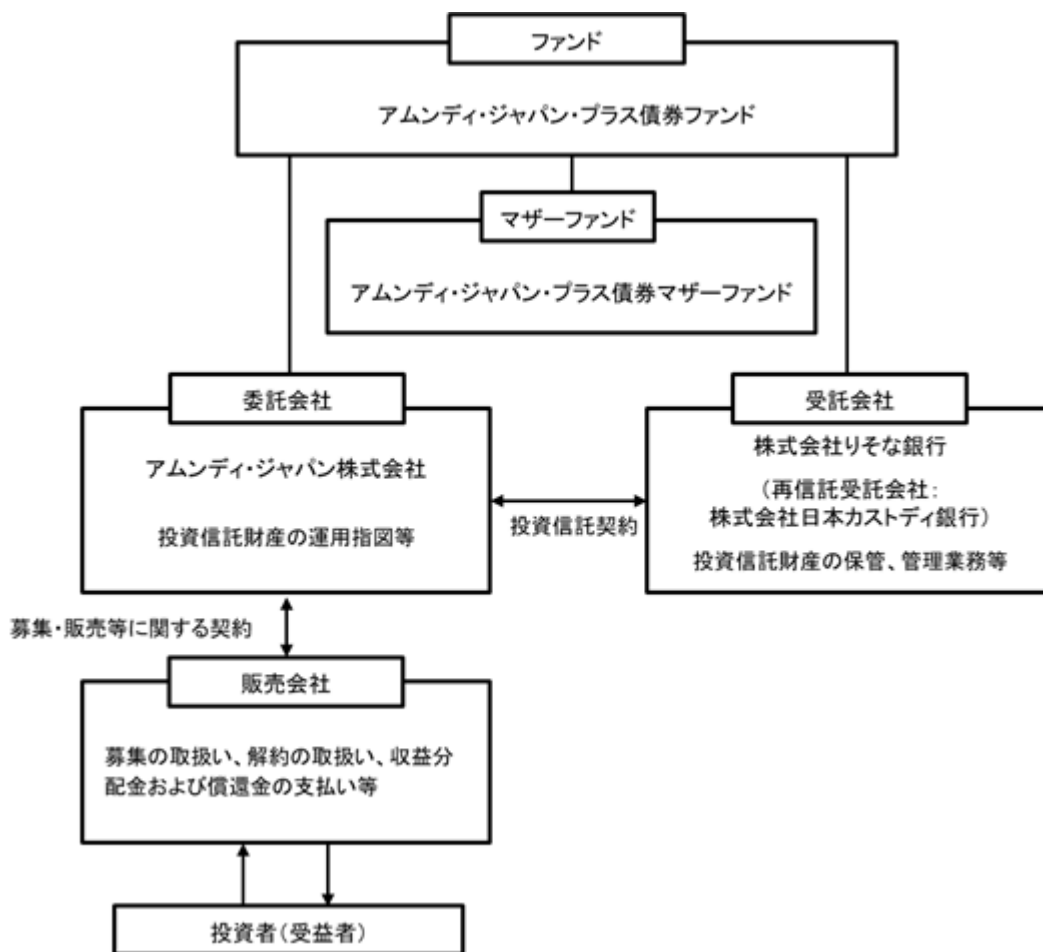 ファンド
アムンディ・ジャパン・プラス債券ファンド
マザーファンド
アムンディ・ジャパン・プラス債券マザーファンド
委託会社
アムンディ・ジャパン株式会社
投資信託財産の運用指図等
投資信託契約
受託会社
株式会社りそな銀行
（再信託受託会社：
株式会社日本カストディ銀行）
投資信託財産の保管、管理業務等
募集・販売等に関する契約
販売会社
募集の取扱い、解約の取扱い、収益分
配金および償還金の支払い等
投資者（受益者）